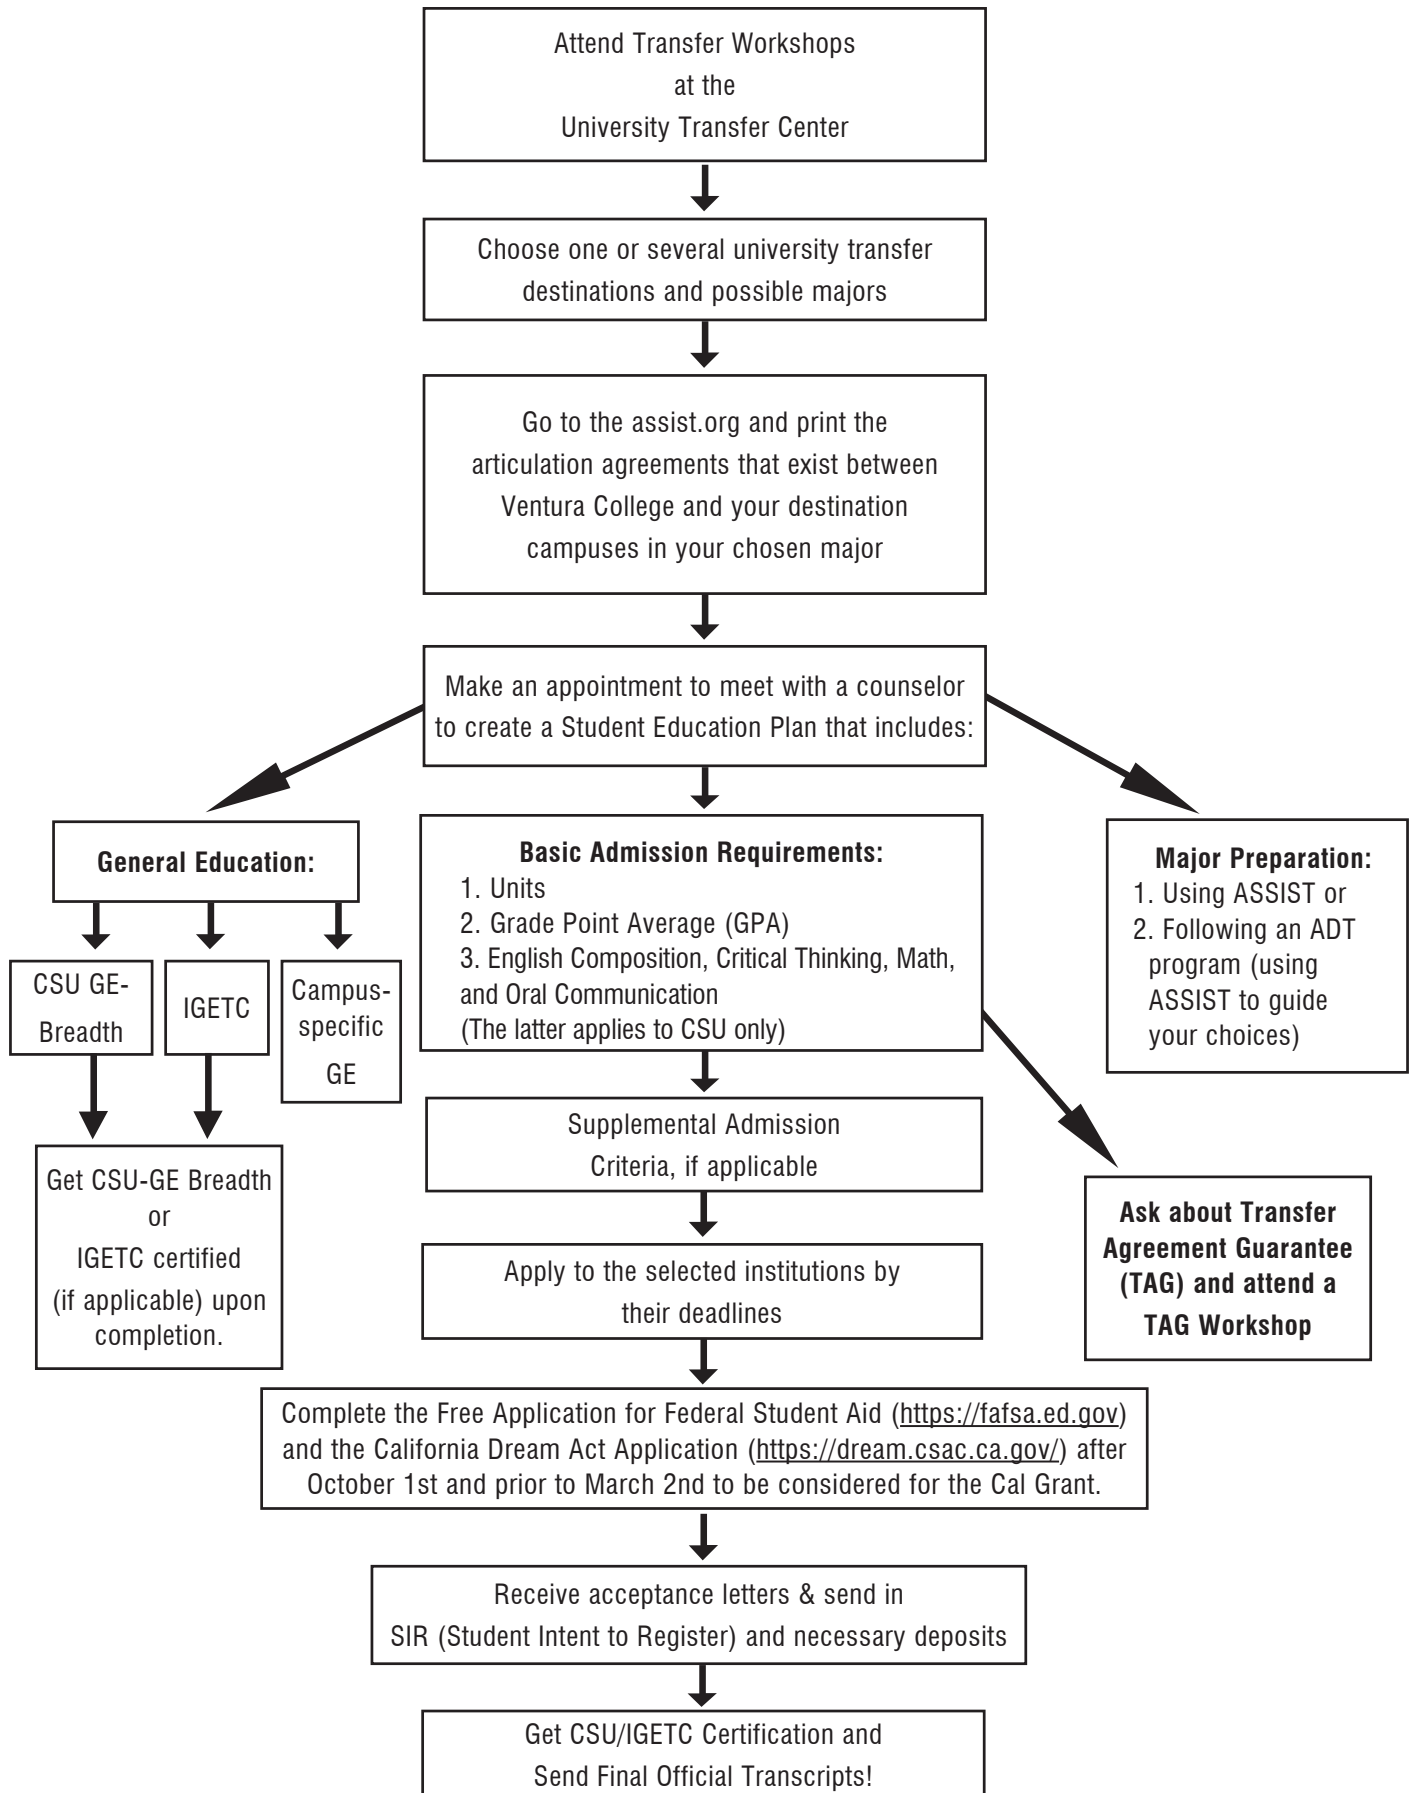 Attend Transfer Workshops
at the
University Transfer Center
Choose one or several university transfer
destinations and possible majors
Go to the assist.org and print the
articulation agreements that exist between
Ventura College and your destination
campuses in your chosen major
Make an appointment to meet with a counselor
to create a Student Education Plan that includes:
General Education:
CSU GE-
Breadth
IGETC
Campus-
specific
GE
Get CSU-GE Breadth
or
IGETC certified
(if applicable) upon
completion.
Basic Admission Requirements:
1. Units
2. Grade Point Average (GPA)
3. English Composition, Critical Thinking, Math,
and Oral Communication
(The latter applies to CSU only)
Major Preparation:
1. Using ASSIST or
2. Following an ADT
program (using
ASSIST to guide
your choices)
Supplemental Admission
Criteria, if applicable
Ask about Transfer
Agreement Guarantee
(TAG) and attend a
TAG Workshop
Apply to the selected institutions by
their deadlines
Complete the Free Application for Federal Student Aid (https://fafsa.ed.gov)
and the California Dream Act Application (https://dream.csac.ca.gov/) after
October 1st and prior to March 2nd to be considered for the Cal Grant.
Receive acceptance letters & send in
SIR (Student Intent to Register) and necessary deposits
Get CSU/IGETC Certification and
Send Final Official Transcripts!